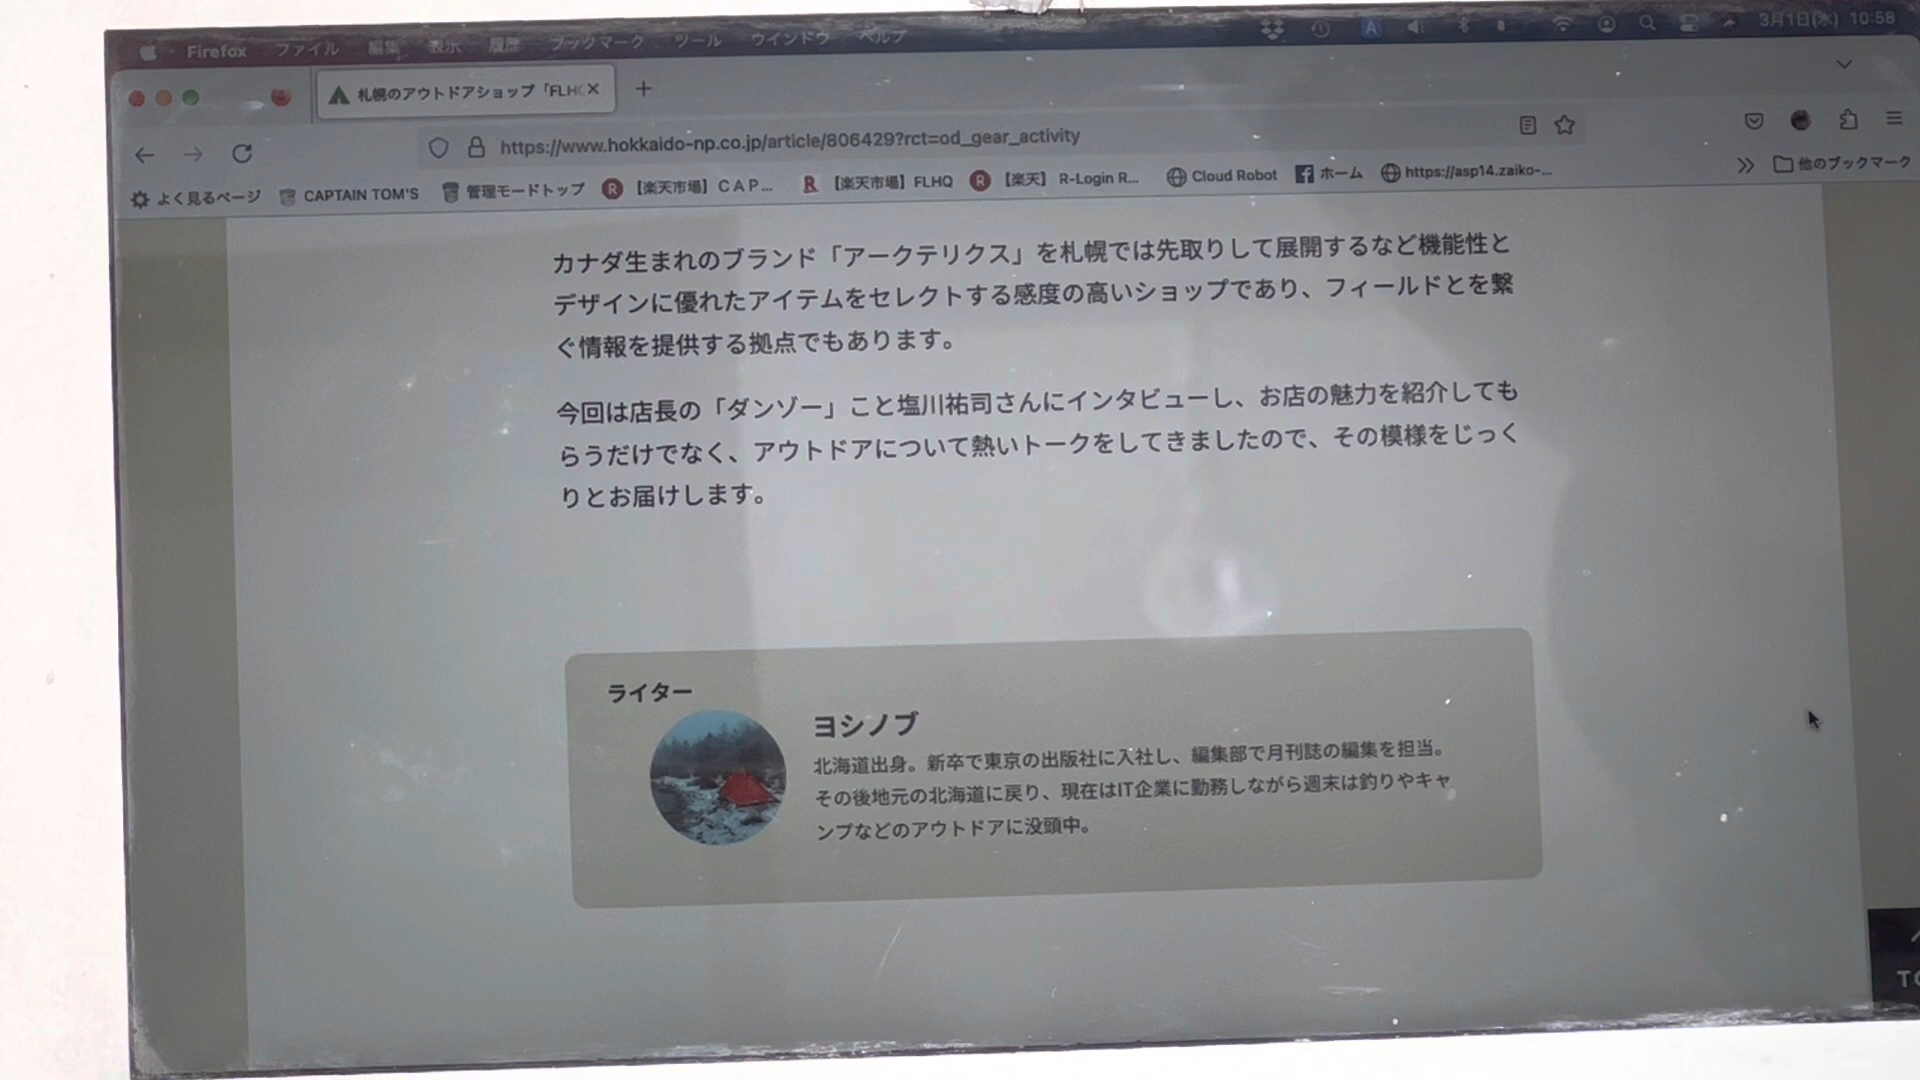 Firefox ファイル 編集 表示 履歴 ブックマーク ツール ウインドウ ヘルプ A 3月1日(水) 10:58
札幌のアウトドアショップ「FLH
https://www.hokkaido-np.co.jp/article/806429?rct=od_gear_activity
よく見るページ CAPTAIN TOM'S 管理モードトップ 【楽天市場】CAP... 【楽天市場】FLHQ 【楽天】 R-Login R... Cloud Robot ホーム https://asp14.zaiko-... 他のブックマーク
カナダ生まれのブランド「アークテリクス」を札幌では先取りして展開するなど機能性と
デザインに優れたアイテムをセレクトする感度の高いショップであり、フィールドとを繋
ぐ情報を提供する拠点でもあります。
今回は店長の「ダンゾー」こと塩川祐司さんにインタビューし、お店の魅力を紹介しても
らうだけでなく、アウトドアについて熱いトークをしてきましたので、その模様をじっく
りとお届けします。
ライター
ヨシノブ
北海道出身。新卒で東京の出版社に入社し、編集部で月刊誌の編集を担当。
その後地元の北海道に戻り、現在はIT企業に勤務しながら週末は釣りやキャ
ンプなどのアウトドアに没頭中。